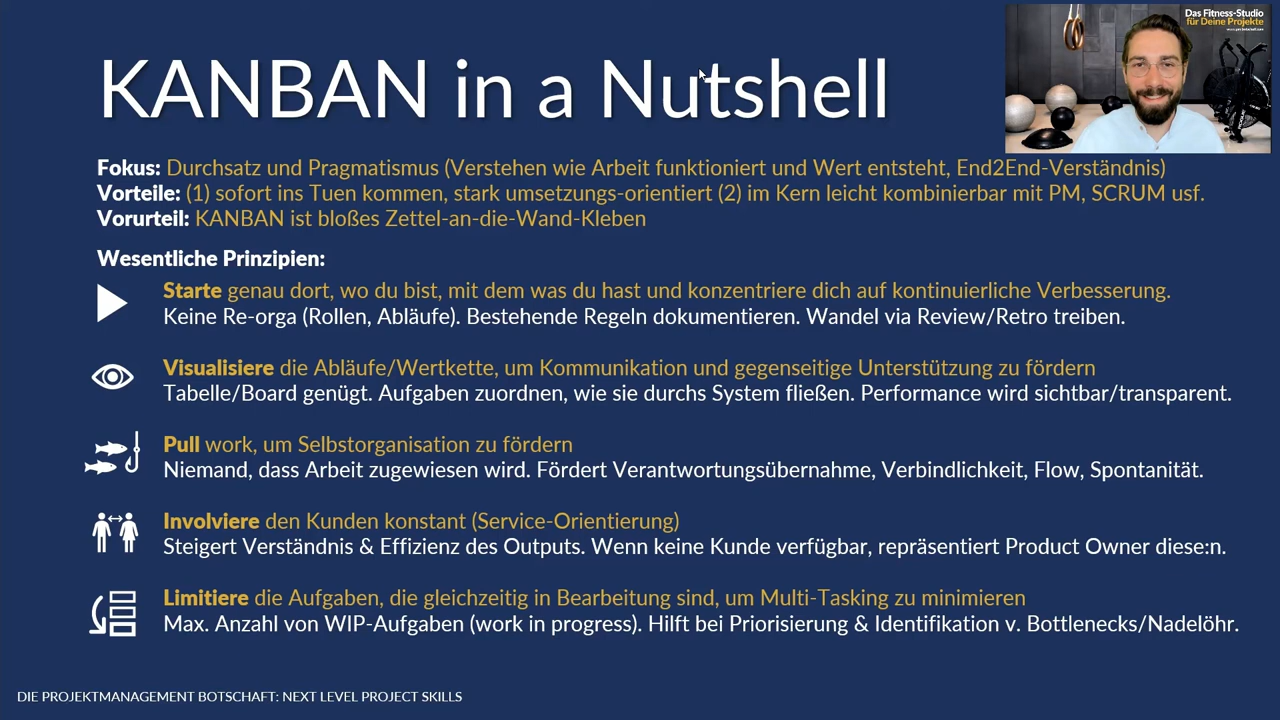 Das Fitness-Studio
für Deine Projekte
KANBAN in a Nutshell
Fokus: Durchsatz und Pragmatismus (Verstehen wie Arbeit funktioniert und Wert entsteht, End2End-Verständnis)
Vorteile: (1) sofort ins Tuen kommen, stark umsetzungs-orientiert (2) im Kern leicht kombinierbar mit PM, SCRUM usf.
Vorurteil: KANBAN ist bloßes Zettel-an-die-Wand-Kleben
Wesentliche Prinzipien:
Starte genau dort, wo du bist, mit dem was du hast und konzentriere dich auf kontinuierliche Verbesserung.
Keine Re-orga (Rollen, Abläufe). Bestehende Regeln dokumentieren. Wandel via Review/Retro treiben.
Visualisiere die Abläufe/Wertkette, um Kommunikation und gegenseitige Unterstützung zu fördern
Tabelle/Board genügt. Aufgaben zuordnen, wie sie durchs System fließen. Performance wird sichtbar/transparent.
Pull work, um Selbstorganisation zu fördern
Niemand, dass Arbeit zugewiesen wird. Fördert Verantwortungsübernahme, Verbindlichkeit, Flow, Spontanität.
Involviere den Kunden konstant (Service-Orientierung)
Steigert Verständnis & Effizienz des Outputs. Wenn keine Kunde verfügbar, repräsentiert Product Owner diese:n.
Limitiere die Aufgaben, die gleichzeitig in Bearbeitung sind, um Multi-Tasking zu minimieren
Max. Anzahl von WIP-Aufgaben (work in progress). Hilft bei Priorisierung & Identifikation v. Bottlenecks/Nadelöhr.
DIE PROJEKTMANAGEMENT BOTSCHAFT: NEXT LEVEL PROJECT SKILLS